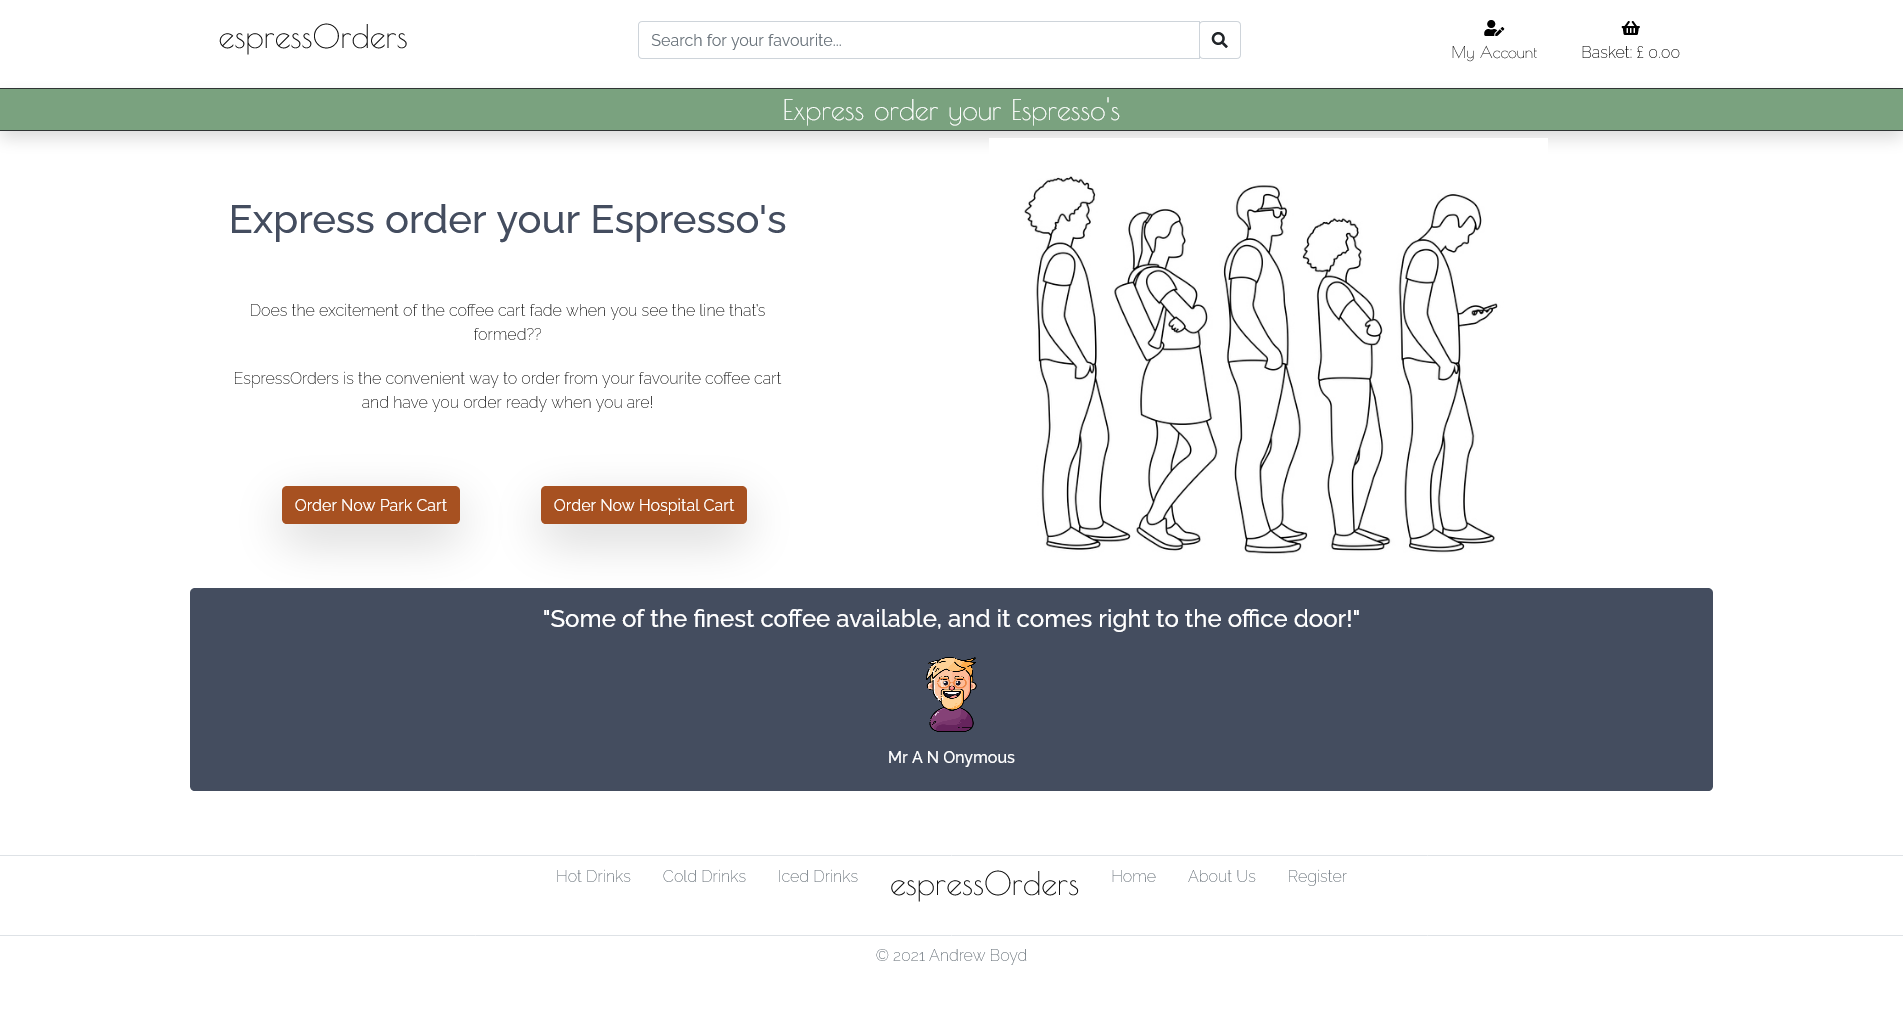 espressOrders
Search for your favourite...
My Account
Basket: £ 0.00
Express order your Espresso's
Express order your Espresso's
Does the excitement of the coffee cart fade when you see the line that's
formed??
EspressOrders is the convenient way to order from your favourite coffee cart
and have you order ready when you are!
Order Now Park Cart
Order Now Hospital Cart
"Some of the finest coffee available, and it comes right to the office door!"
Mr A N Onymous
Hot Drinks
Cold Drinks
Iced Drinks
espressOrders
Home
About Us
Register
© 2021 Andrew Boyd